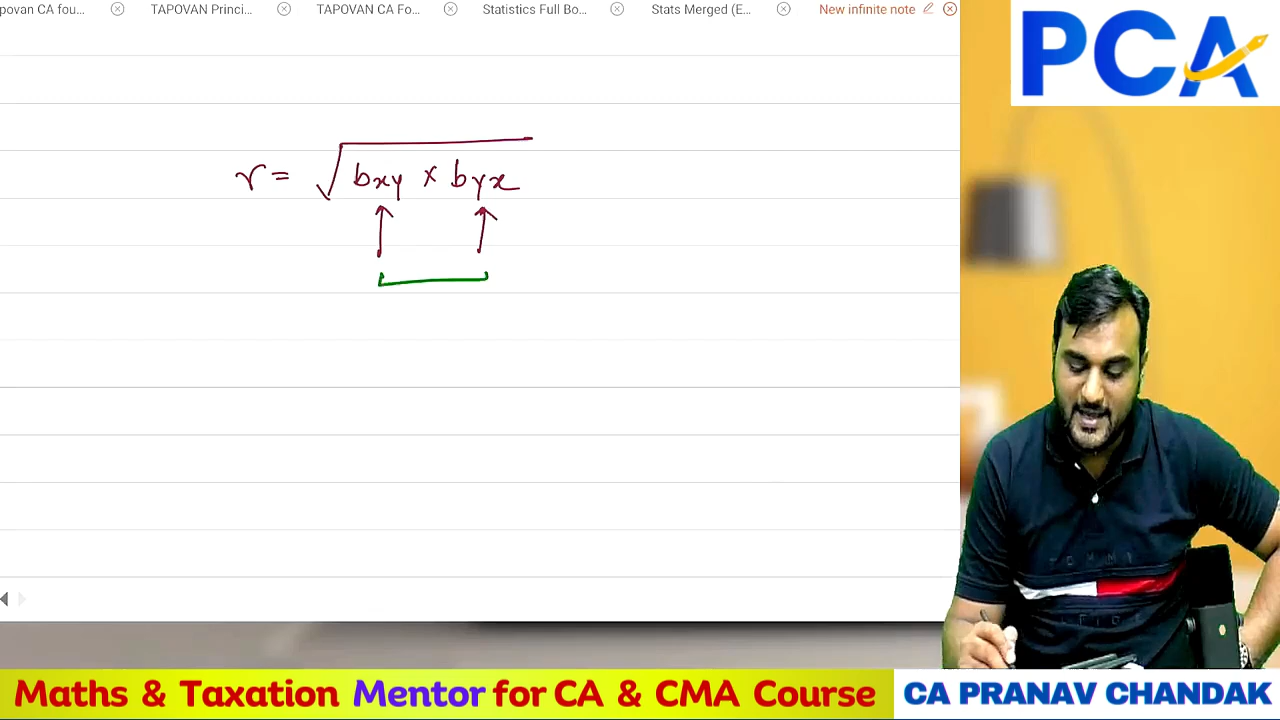 povan CA fou... TAPOVAN Princi... TAPOVAN CA Fo... Statistics Full Bo... Stats Merged (E... New infinite note
PCA
r = √bxy × byx
TOMMY
Maths & Taxation Mentor for CA & CMA Course
CA PRANAV CHANDAK